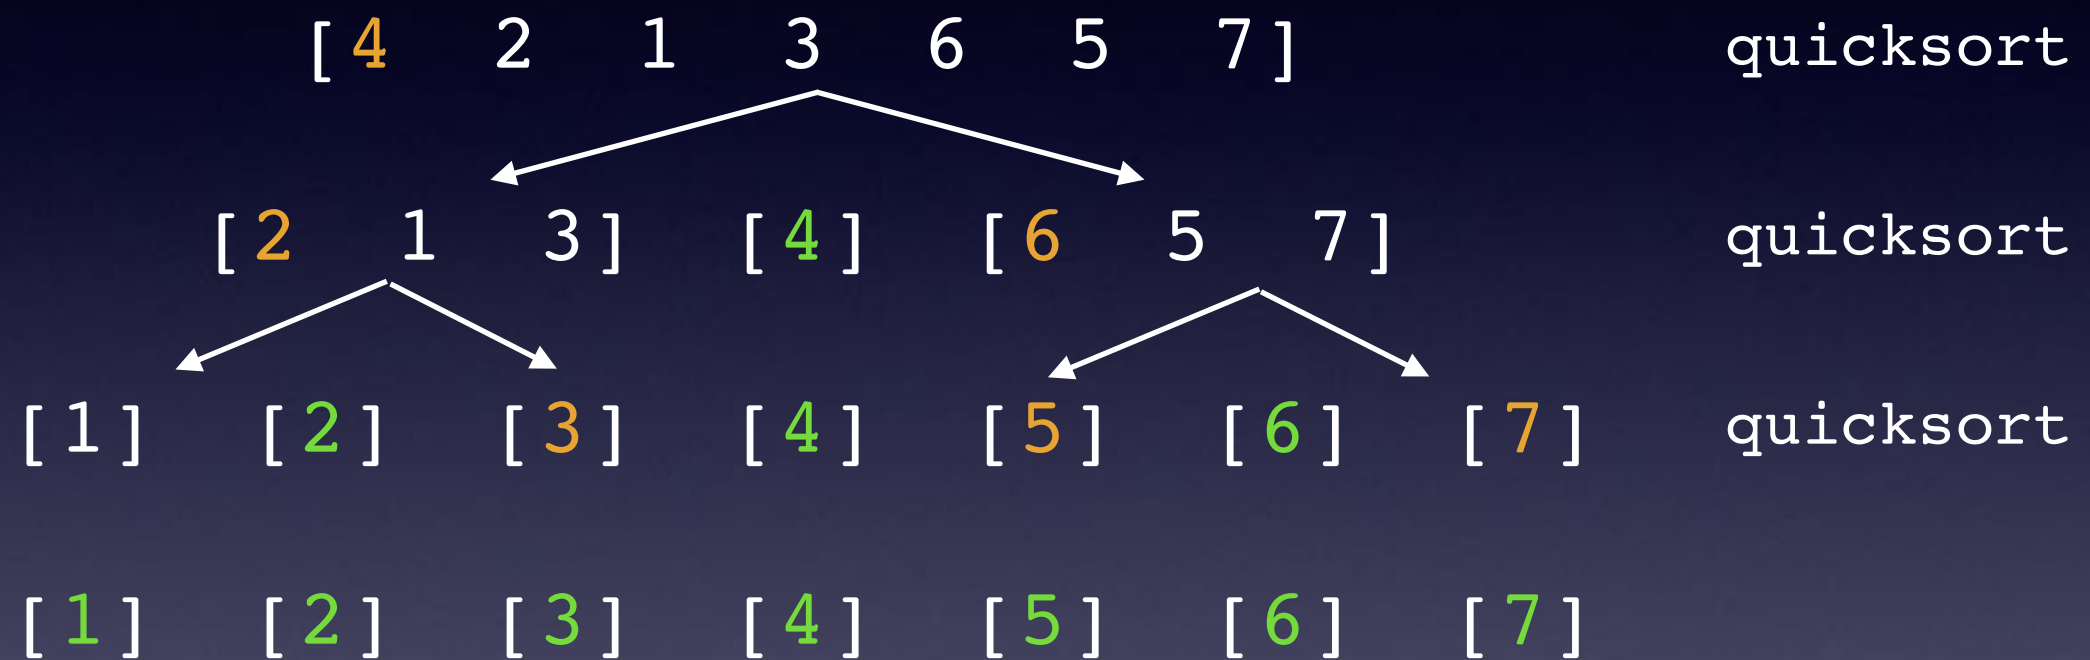 [ 4 2 1 3 6 5 7 ] quicksort
[ 2 1 3 ] [ 4 ] [ 6 5 7 ] quicksort
[ 1 ] [ 2 ] [ 3 ] [ 4 ] [ 5 ] [ 6 ] [ 7 ] quicksort
[ 1 ] [ 2 ] [ 3 ] [ 4 ] [ 5 ] [ 6 ] [ 7 ]